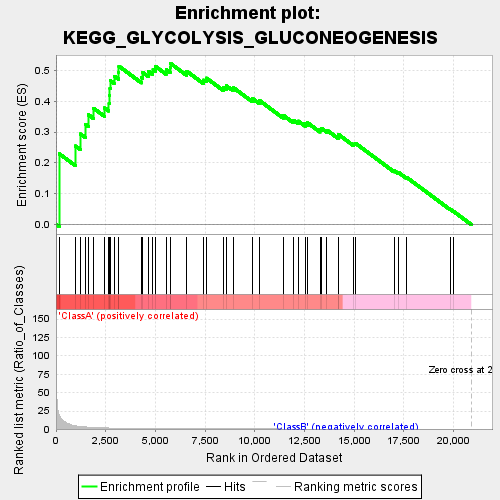 Enrichment plot:
KEGG_GLYCOLYSIS_GLUCONEOGENESIS
Enrichment score (ES)
0.5
0.4
0.3
0.2
0.1
0.0
'ClassA' (positively correlated)
Ranked list metric (Ratio_of_Classes)
150
125
100
75
50
25
0
Zero cross at 2
'ClassB' (negatively correlated)
0
2,500
5,000
7,500
10,000
12,500
15,000
17,500
20,000
Rank in Ordered Dataset
Enrichment profile
Hits
Ranking metric scores